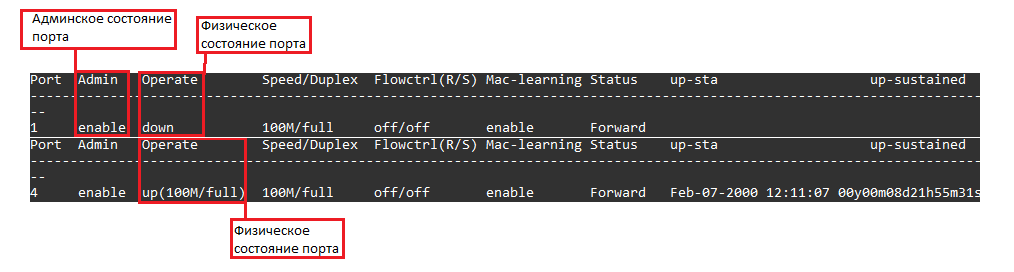 Админское состояние
порта
Физическое
состояние порта
Port Admin Operate Speed/Duplex Flowctrl(R/S) Mac-learning Status up-sta up-sustained
--------------------------------------------------------------------------------------------------------------------
--
1 enable down 100M/full off/off enable Forward
Port Admin Operate Speed/Duplex Flowctrl(R/S) Mac-learning Status up-sta up-sustained
--------------------------------------------------------------------------------------------------------------------
--
4 enable up(100M/full) 100M/full off/off enable Forward Feb-07-2000 12:11:07 00y00m08d21h55m31s
Физическое
состояние порта